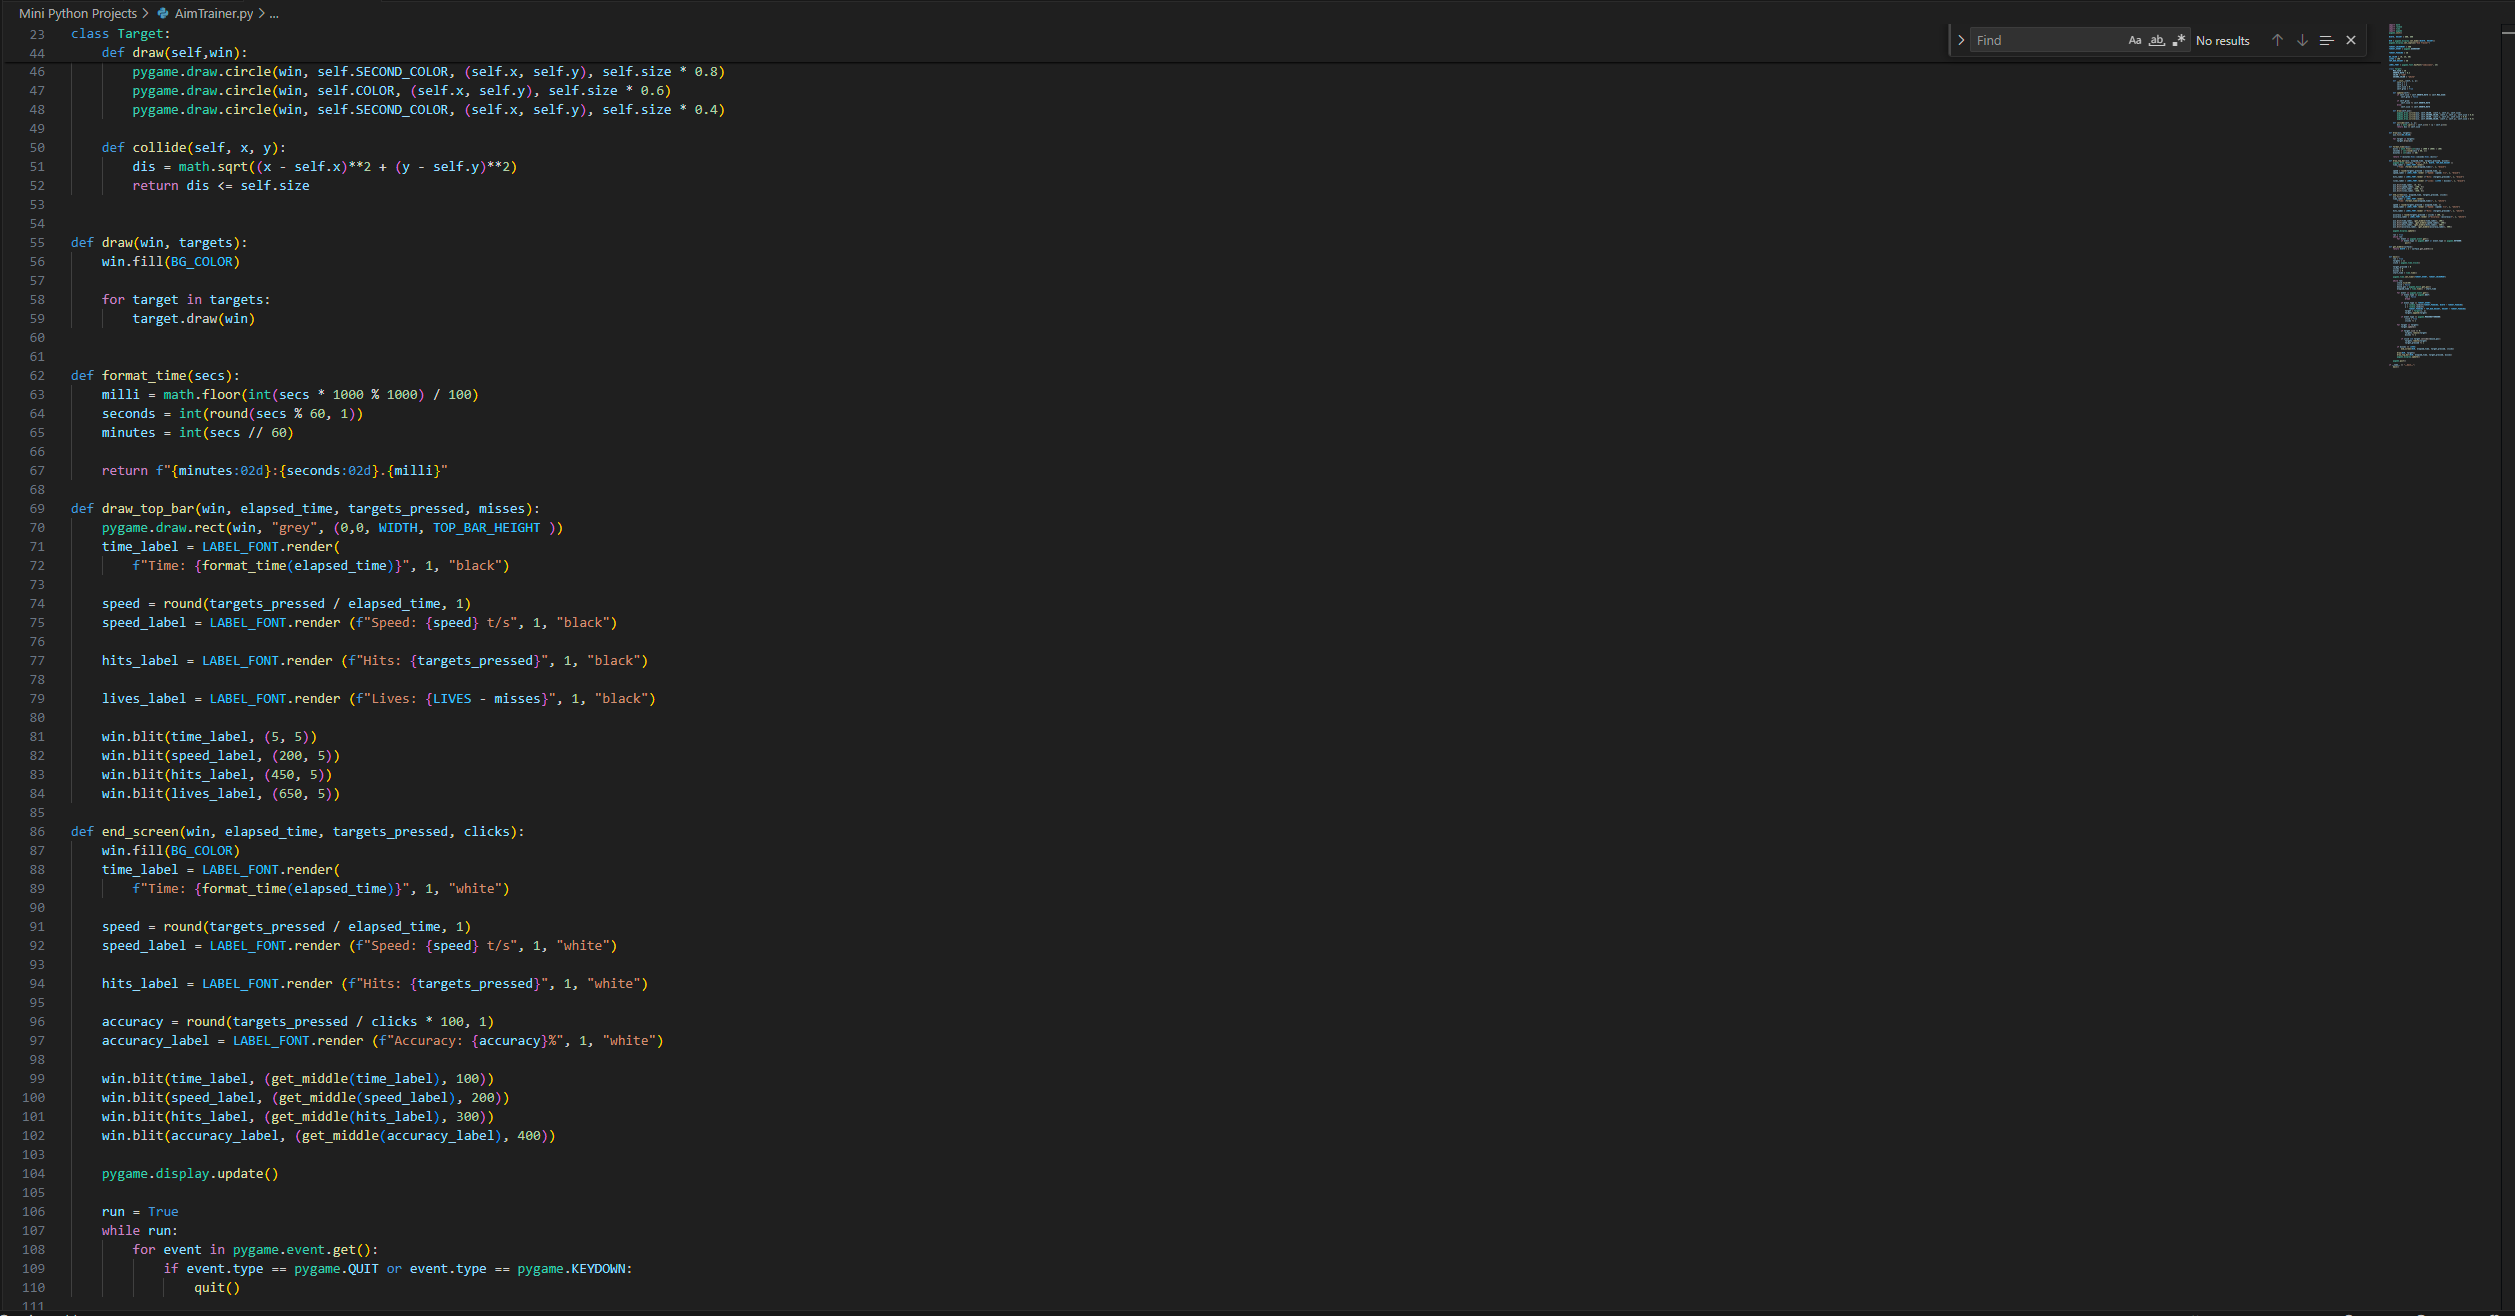 Mini Python Projects > AimTrainer.py > ...
Find Aa ab .* No results
23 class Target:
44     def draw(self,win):
46         pygame.draw.circle(win, self.SECOND_COLOR, (self.x, self.y), self.size * 0.8)
47         pygame.draw.circle(win, self.COLOR, (self.x, self.y), self.size * 0.6)
48         pygame.draw.circle(win, self.SECOND_COLOR, (self.x, self.y), self.size * 0.4)
49
50     def collide(self, x, y):
51         dis = math.sqrt((x - self.x)**2 + (y - self.y)**2)
52         return dis <= self.size
53
54
55 def draw(win, targets):
56     win.fill(BG_COLOR)
57
58     for target in targets:
59         target.draw(win)
60
61
62 def format_time(secs):
63     milli = math.floor(int(secs * 1000 % 1000) / 100)
64     seconds = int(round(secs % 60, 1))
65     minutes = int(secs // 60)
66
67     return f"{minutes:02d}:{seconds:02d}.{milli}"
68
69 def draw_top_bar(win, elapsed_time, targets_pressed, misses):
70     pygame.draw.rect(win, "grey", (0,0, WIDTH, TOP_BAR_HEIGHT ))
71     time_label = LABEL_FONT.render(
72         f"Time: {format_time(elapsed_time)}", 1, "black")
73
74     speed = round(targets_pressed / elapsed_time, 1)
75     speed_label = LABEL_FONT.render (f"Speed: {speed} t/s", 1, "black")
76
77     hits_label = LABEL_FONT.render (f"Hits: {targets_pressed}", 1, "black")
78
79     lives_label = LABEL_FONT.render (f"Lives: {LIVES - misses}", 1, "black")
80
81     win.blit(time_label, (5, 5))
82     win.blit(speed_label, (200, 5))
83     win.blit(hits_label, (450, 5))
84     win.blit(lives_label, (650, 5))
85
86 def end_screen(win, elapsed_time, targets_pressed, clicks):
87     win.fill(BG_COLOR)
88     time_label = LABEL_FONT.render(
89         f"Time: {format_time(elapsed_time)}", 1, "white")
90
91     speed = round(targets_pressed / elapsed_time, 1)
92     speed_label = LABEL_FONT.render (f"Speed: {speed} t/s", 1, "white")
93
94     hits_label = LABEL_FONT.render (f"Hits: {targets_pressed}", 1, "white")
95
96     accuracy = round(targets_pressed / clicks * 100, 1)
97     accuracy_label = LABEL_FONT.render (f"Accuracy: {accuracy}%", 1, "white")
98
99     win.blit(time_label, (get_middle(time_label), 100))
100     win.blit(speed_label, (get_middle(speed_label), 200))
101     win.blit(hits_label, (get_middle(hits_label), 300))
102     win.blit(accuracy_label, (get_middle(accuracy_label), 400))
103
104     pygame.display.update()
105
106     run = True
107     while run:
108         for event in pygame.event.get():
109             if event.type == pygame.QUIT or event.type == pygame.KEYDOWN:
110                 quit()
111